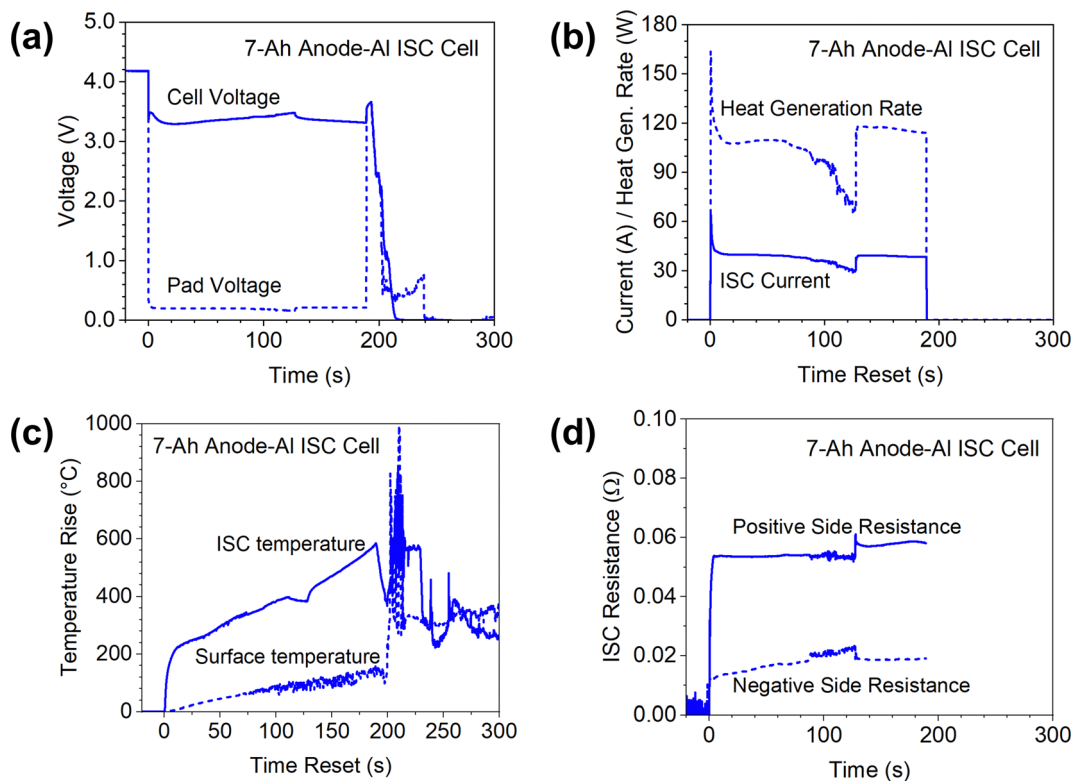 (a)
7-Ah Anode-Al ISC Cell
Cell Voltage
Pad Voltage
Voltage (V)
5.0
4.0
3.0
2.0
1.0
0.0
0
100
200
300
Time (s)
(b)
7-Ah Anode-Al ISC Cell
Heat Generation Rate
ISC Current
Current (A) / Heat Gen. Rate (W)
180
150
120
90
60
30
0
0
100
200
300
Time Reset (s)
(c)
7-Ah Anode-Al ISC Cell
ISC temperature
Surface temperature
Temperature Rise (°C)
1000
800
600
400
200
0
0
50
100
150
200
250
300
Time Reset (s)
(d)
7-Ah Anode-Al ISC Cell
Positive Side Resistance
Negative Side Resistance
ISC Resistance (Ω)
0.10
0.08
0.06
0.04
0.02
0.00
0
100
200
300
Time (s)